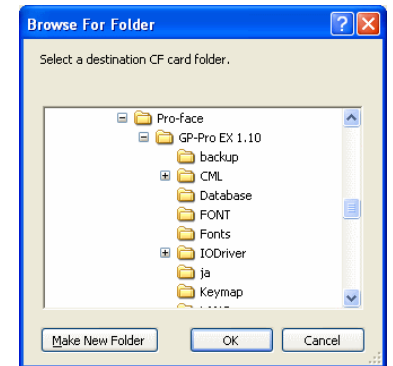 Browse For Folder
Select a destination CF card folder.
Pro-face
GP-Pro EX 1.10
backup
CML
Database
FONT
Fonts
IODriver
ja
Keymap
Make New Folder
OK
Cancel